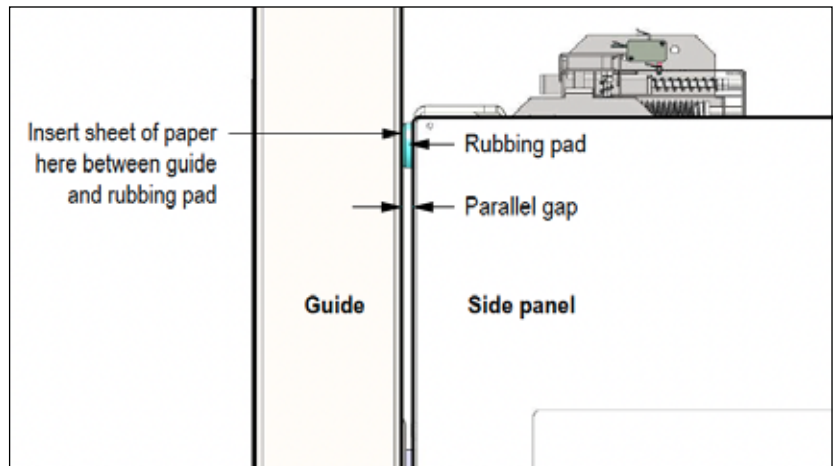 Insert sheet of paper
here between guide
and rubbing pad
Rubbing pad
Parallel gap
Guide
Side panel